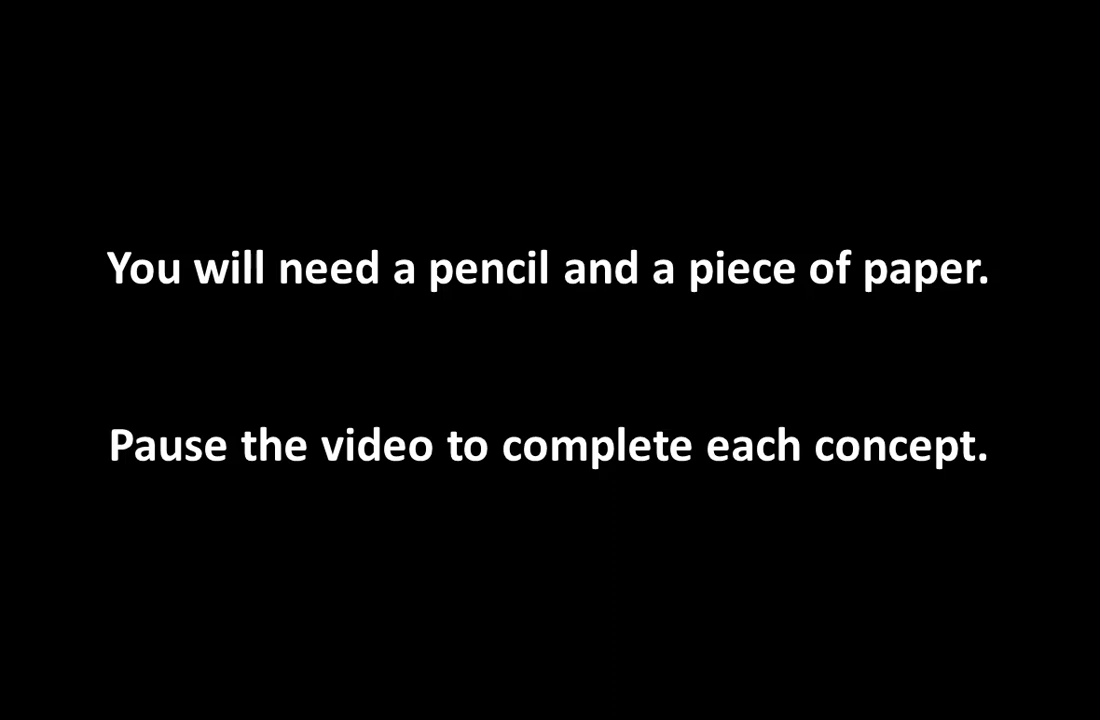 You will need a pencil and a piece of paper.
Pause the video to complete each concept.